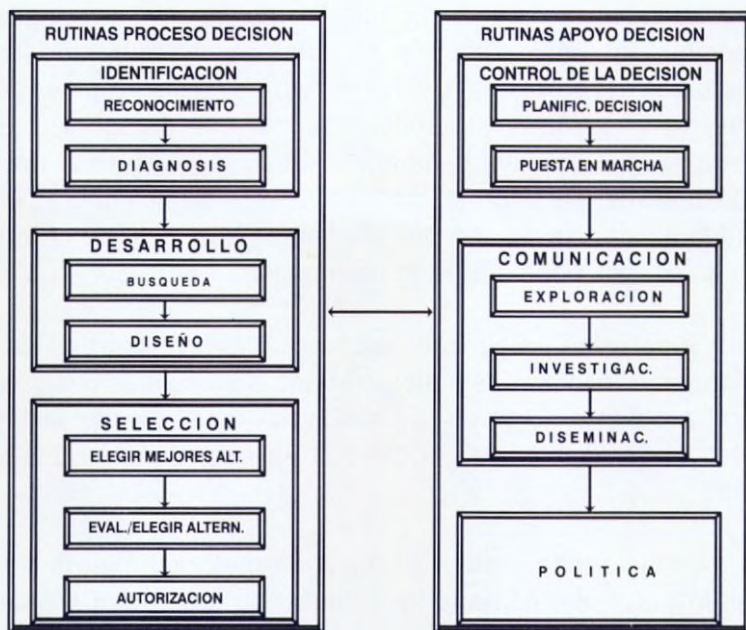 RUTINAS PROCESO DECISION
IDENTIFICACION
RECONOCIMIENTO
DIAGNOSIS
DESARROLLO
BUSQUEDA
DISEÑO
SELECCION
ELEGIR MEJORES ALT.
EVAL./ELEGIR ALTERN.
AUTORIZACION
RUTINAS APOYO DECISION
CONTROL DE LA DECISION
PLANIFIC. DECISION
PUESTA EN MARCHA
COMUNICACION
EXPLORACION
INVESTIGAC.
DISEMINAC.
POLITICA